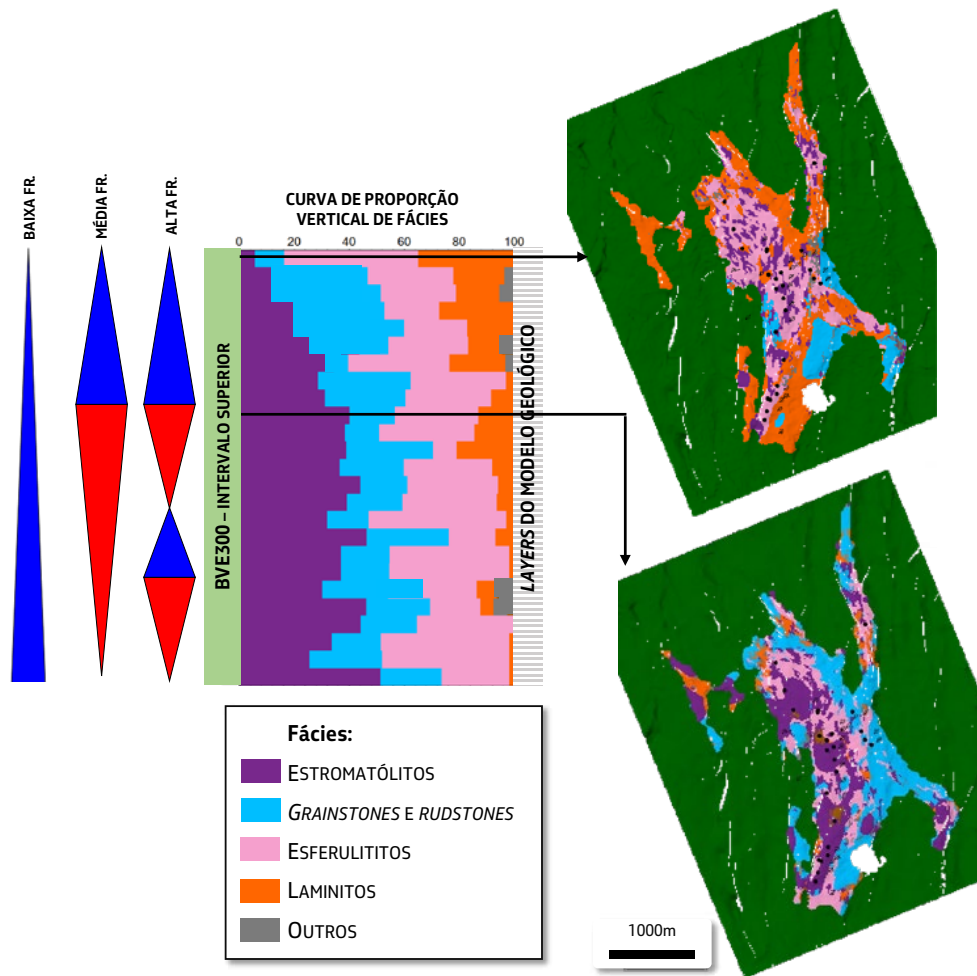 BAIXA FR.
MÉDIA FR.
ALTA FR.
CURVA DE PROPORÇÃO
VERTICAL DE FÁCIES
0 20 40 60 80 100
BVE300 – INTERVALO SUPERIOR
LAYERS DO MODELO GEOLÓGICO
Fácies:
ESTROMATÓLITOS
GRAINSTONES E RUDSTONES
ESFERULITITOS
LAMINITOS
OUTROS
1000m